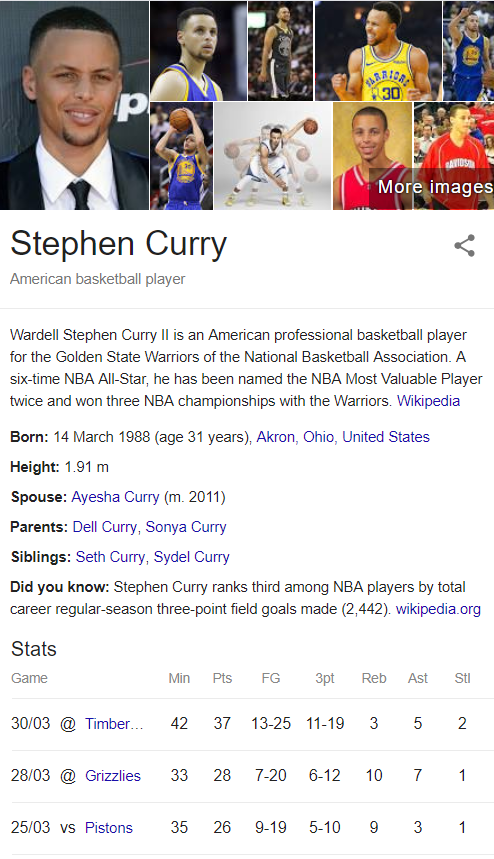 WARRIORS
30
DAVIDSON
More images
Stephen Curry
American basketball player
Wardell Stephen Curry II is an American professional basketball player
for the Golden State Warriors of the National Basketball Association. A
six-time NBA All-Star, he has been named the NBA Most Valuable Player
twice and won three NBA championships with the Warriors. Wikipedia
Born: 14 March 1988 (age 31 years), Akron, Ohio, United States
Height: 1.91 m
Spouse: Ayesha Curry (m. 2011)
Parents: Dell Curry, Sonya Curry
Siblings: Seth Curry, Sydel Curry
Did you know: Stephen Curry ranks third among NBA players by total
career regular-season three-point field goals made (2,442). wikipedia.org
Stats
Game Min Pts FG 3pt Reb Ast Stl
30/03 @ Timber... 42 37 13-25 11-19 3 5 2
28/03 @ Grizzlies 33 28 7-20 6-12 10 7 1
25/03 vs Pistons 35 26 9-19 5-10 9 3 1